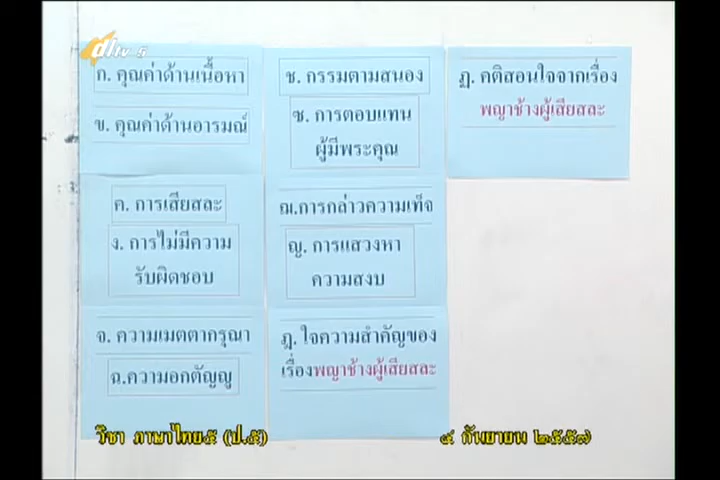 dltv 5
ก. คุณค่าด้านเนื้อหา
ข. คุณค่าด้านอารมณ์
ค. การเสียสละ
ง. การไม่มีความ
รับผิดชอบ
จ. ความเมตตากรุณา
ฉ.ความอกตัญญู
ช. กรรมตามสนอง
ซ. การตอบแทน
ผู้มีพระคุณ
ฌ.การกล่าวความเท็จ
ญ. การแสวงหา
ความสงบ
ฎ. ใจความสำคัญของ
เรื่องพญาช้างผู้เสียสละ
ฏ. คติสอนใจจากเรื่อง
พญาช้างผู้เสียสละ
วิชา ภาษาไทย๕ (ป.๕)
๔ กันยายน ๒๕๕๗